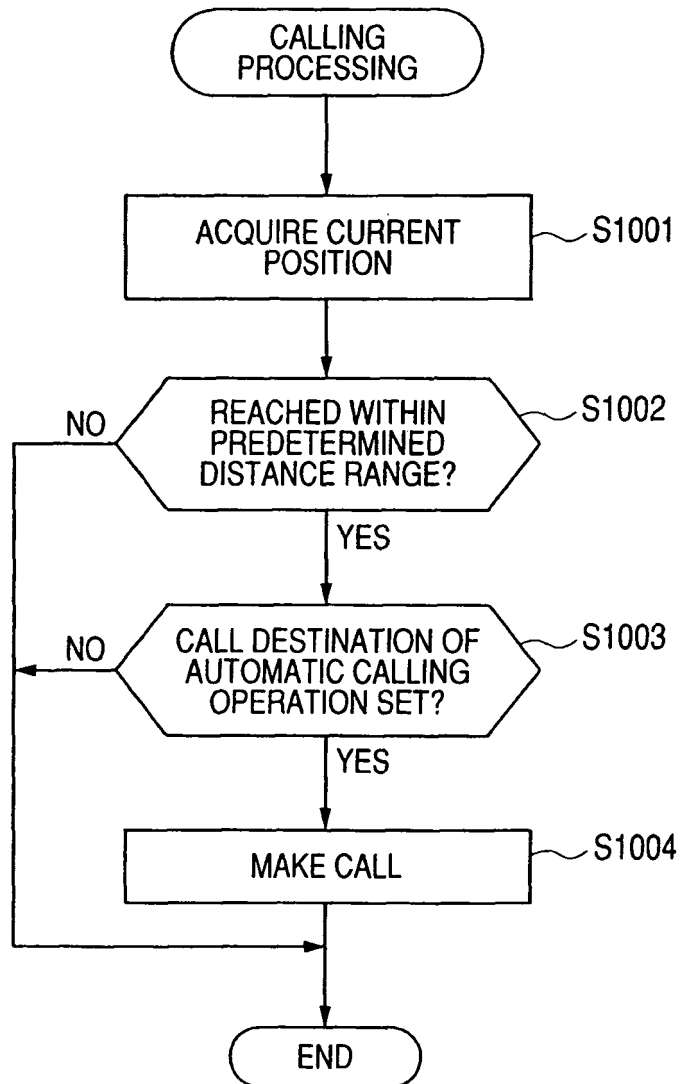 CALLING
PROCESSING
ACQUIRE CURRENT
POSITION
S1001
REACHED WITHIN
PREDETERMINED
DISTANCE RANGE?
S1002
NO
YES
CALL DESTINATION OF
AUTOMATIC CALLING
OPERATION SET?
S1003
NO
YES
MAKE CALL
S1004
END